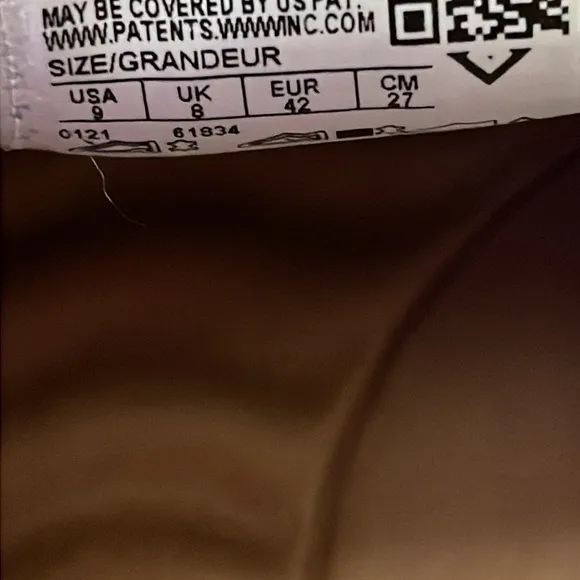 MAY BE COVERED BY US PAT.
WWW.PATENTS.WWWINC.COM
SIZE/GRANDEUR
USA UK EUR CM
9 8 42 27
0121 61834